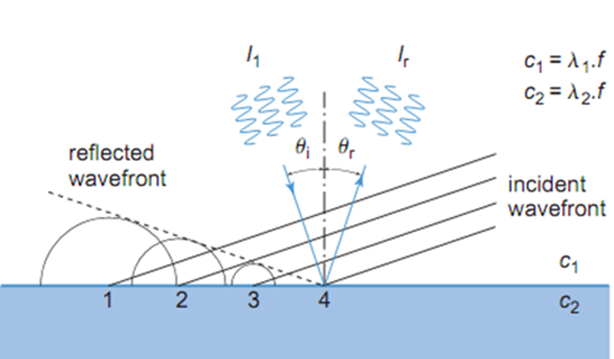 I₁ Iᵣ
c₁ = λ₁.f
c₂ = λ₂.f
θᵢ θᵣ
reflected
wavefront
incident
wavefront
c₁
1 2 3 4 c₂